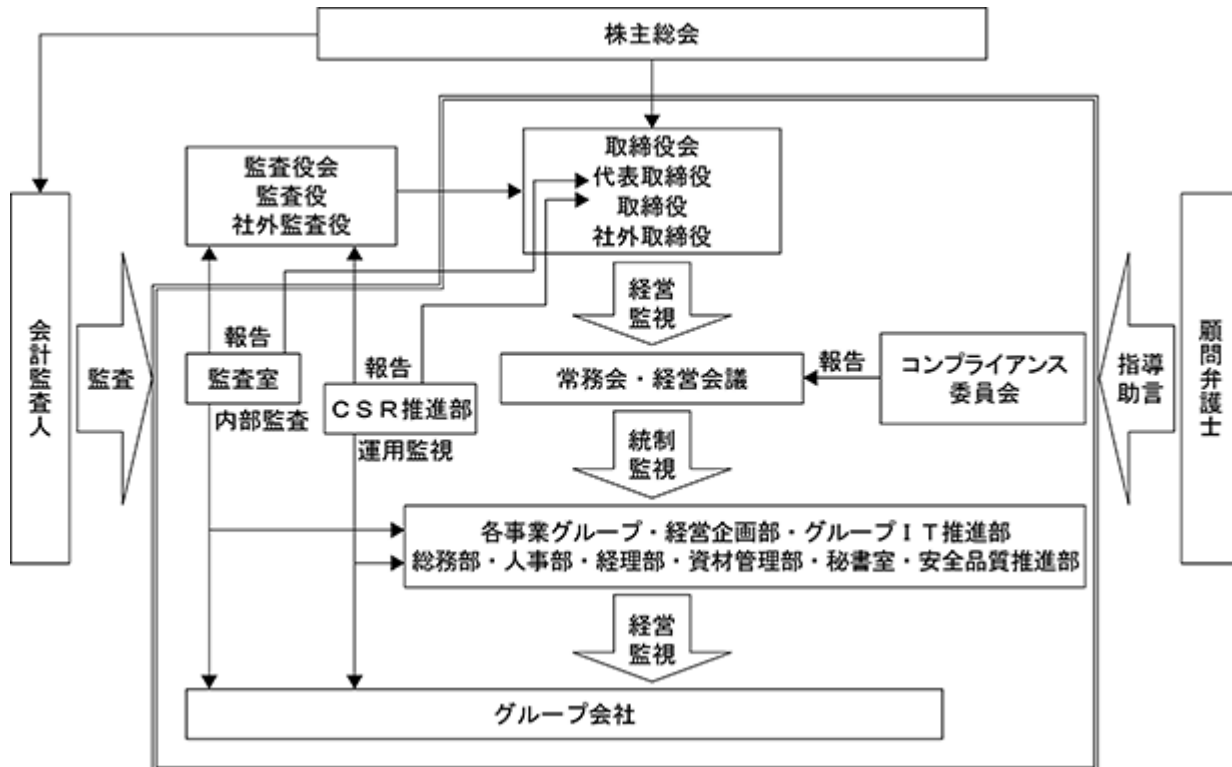 株主総会
取締役会
代表取締役
取締役
社外取締役
監査役会
監査役
社外監査役
会計監査人
監査
経営
監視
顧問弁護士
指導
助言
報告
監査室
内部監査
報告
ＣＳＲ推進部
運用監視
常務会・経営会議
報告
コンプライアンス
委員会
統制
監視
各事業グループ・経営企画部・グループＩＴ推進部
総務部・人事部・経理部・資材管理部・秘書室・安全品質推進部
経営
監視
グループ会社